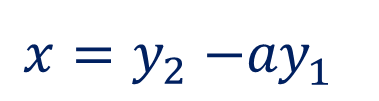 x = y₂ −ay₁